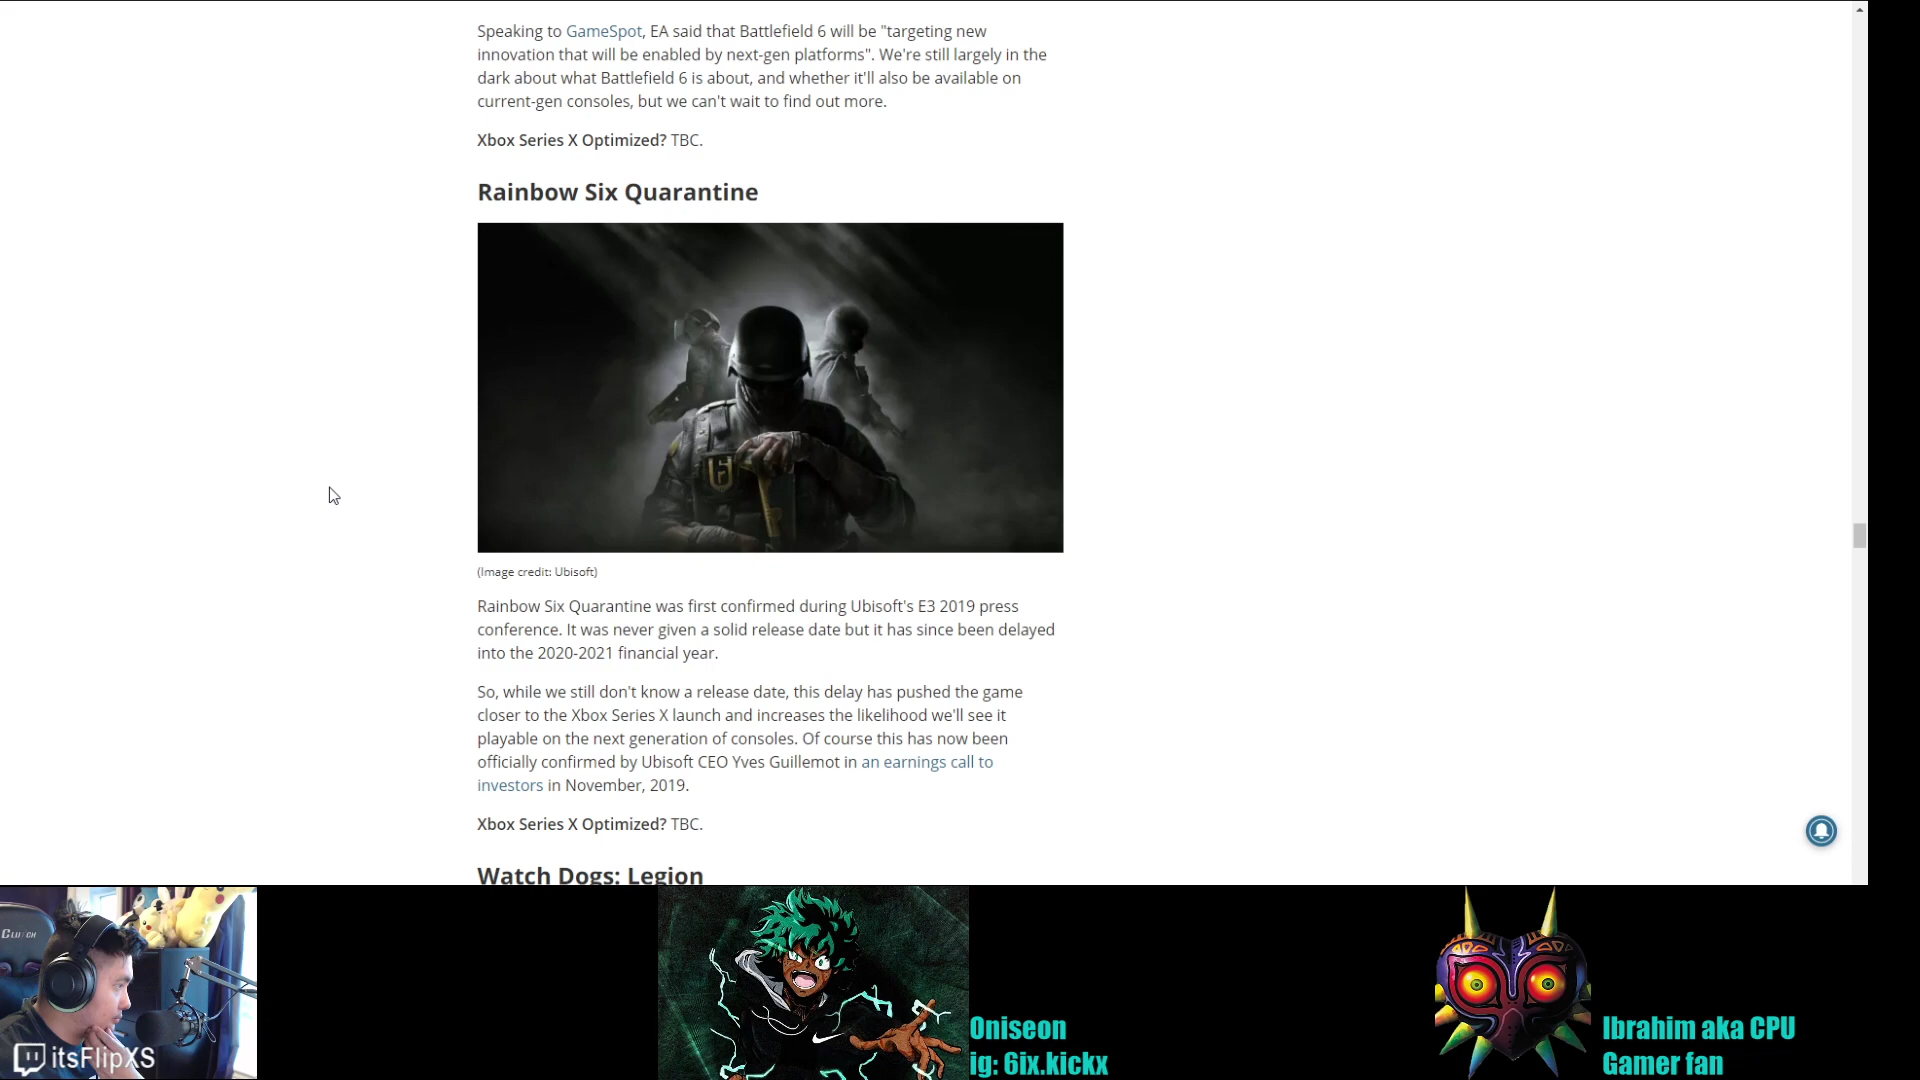 Speaking to GameSpot, EA said that Battlefield 6 will be "targeting new
innovation that will be enabled by next-gen platforms". We're still largely in the
dark about what Battlefield 6 is about, and whether it'll also be available on
current-gen consoles, but we can't wait to find out more.
Xbox Series X Optimized? TBC.
Rainbow Six Quarantine
(Image credit: Ubisoft)
Rainbow Six Quarantine was first confirmed during Ubisoft's E3 2019 press
conference. It was never given a solid release date but it has since been delayed
into the 2020-2021 financial year.
So, while we still don't know a release date, this delay has pushed the game
closer to the Xbox Series X launch and increases the likelihood we'll see it
playable on the next generation of consoles. Of course this has now been
officially confirmed by Ubisoft CEO Yves Guillemot in an earnings call to
investors in November, 2019.
Xbox Series X Optimized? TBC.
Watch Dogs: Legion
CLUTCH
itsFlipXS
Oniseon
ig: 6ix.kickx
Ibrahim aka CPU
Gamer fan